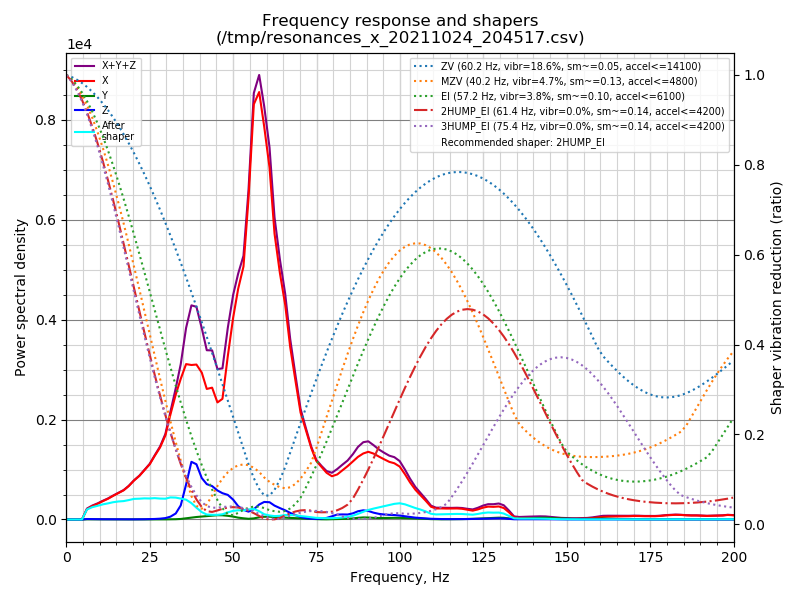 Frequency response and shapers
(/tmp/resonances_x_20211024_204517.csv)
1e4
X+Y+Z
X
Y
Z
After
shaper
ZV (60.2 Hz, vibr=18.6%, sm~=0.05, accel<=14100)
MZV (40.2 Hz, vibr=4.7%, sm~=0.13, accel<=4800)
EI (57.2 Hz, vibr=3.8%, sm~=0.10, accel<=6100)
2HUMP_EI (61.4 Hz, vibr=0.0%, sm~=0.14, accel<=4200)
3HUMP_EI (75.4 Hz, vibr=0.0%, sm~=0.14, accel<=4200)
Recommended shaper: 2HUMP_EI
Power spectral density
0.8
0.6
0.4
0.2
0.0
1.0
0.8
0.6
0.4
0.2
0.0
Shaper vibration reduction (ratio)
0 25 50 75 100 125 150 175 200
Frequency, Hz